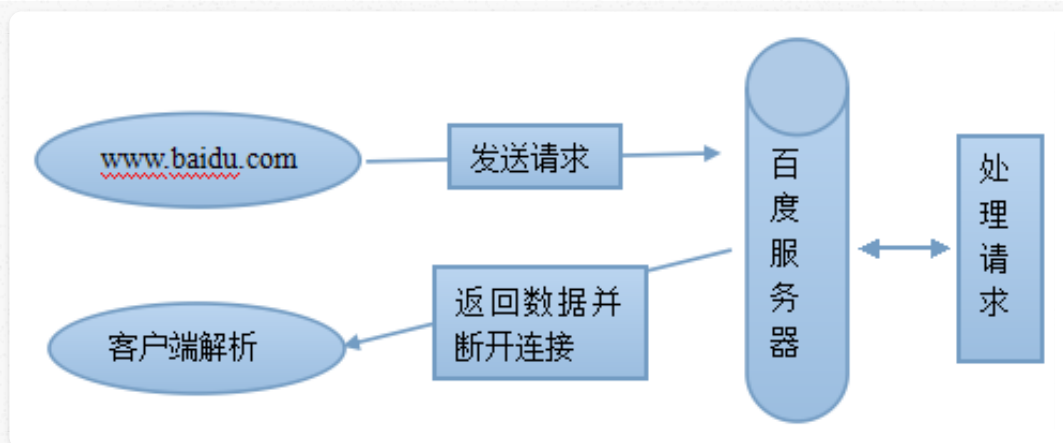 www.baidu.com
发送请求
百度服务器
处理请求
返回数据并
断开连接
客户端解析